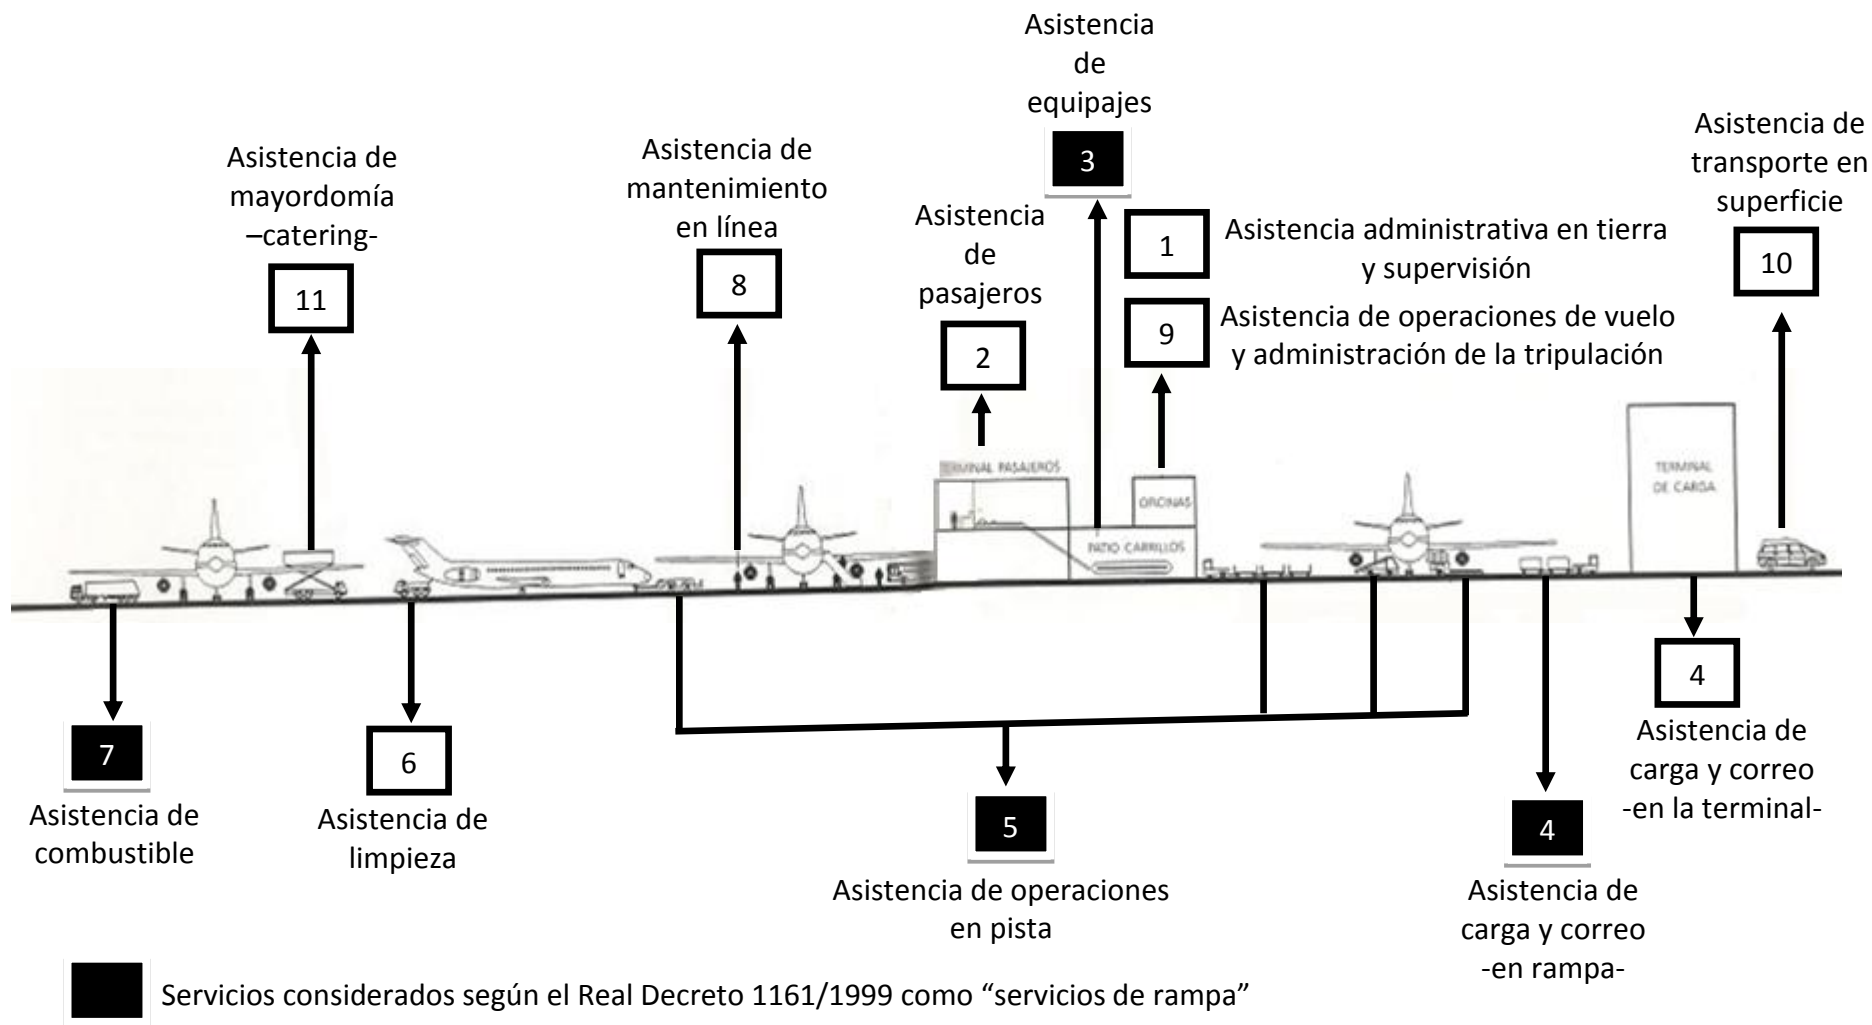 Asistencia
de
equipajes
3
Asistencia de
transporte en
superficie
10
Asistencia de
mayordomía
–catering-
11
Asistencia de
mantenimiento
en línea
8
Asistencia
de
pasajeros
2
1
Asistencia administrativa en tierra
y supervisión
9
Asistencia de operaciones de vuelo
y administración de la tripulación
TERMINAL PASAJEROS
OFICINAS
PATIO CARRILLOS
TERMINAL
DE CARGA
7
Asistencia de
combustible
6
Asistencia de
limpieza
5
Asistencia de operaciones
en pista
4
Asistencia de
carga y correo
-en rampa-
4
Asistencia de
carga y correo
-en la terminal-
Servicios considerados según el Real Decreto 1161/1999 como “servicios de rampa”